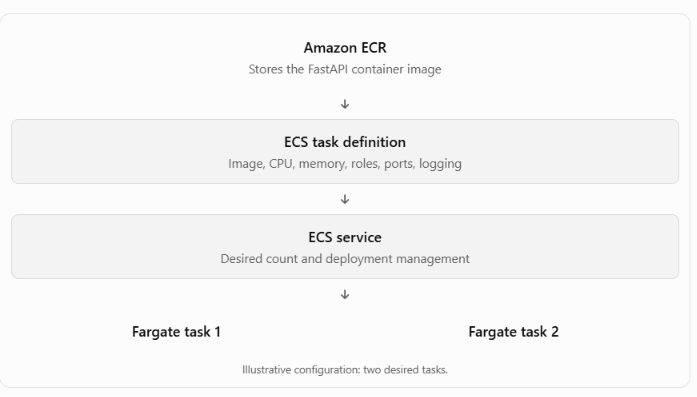 Amazon ECR
Stores the FastAPI container image
↓
ECS task definition
Image, CPU, memory, roles, ports, logging
↓
ECS service
Desired count and deployment management
↓
Fargate task 1
Fargate task 2
Illustrative configuration: two desired tasks.